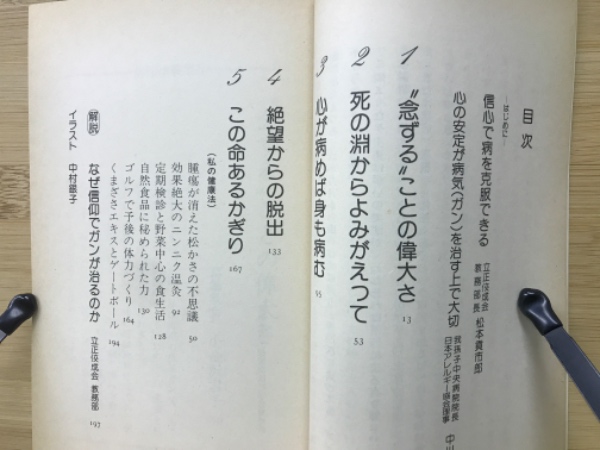 目次
―はじめに―
信心で病を克服できる
立正佼成会
教務部長 松本貴市郎
心の安定が病気〈ガン〉を治す上で大切
我孫子中央病院院長
日本アレルギー協会理事
1 〝念ずる〟ことの偉大さ 13
2 死の淵からよみがえって 53
3 心が病めば身も病む 95
4 絶望からの脱出 133
5 この命あるかぎり 167
(私の健康法)
腫瘍が消えた松かさの不思議 50
効果絶大のニンニク温灸 92
定期検診と野菜中心の食生活 128
自然食品に秘められた力 130
ゴルフで予後の体力づくり 164
くまざさエキスとゲートボール 194
解説 なぜ信仰でガンが治るのか 立正佼成会 教務部 197
イラスト 中村銀子